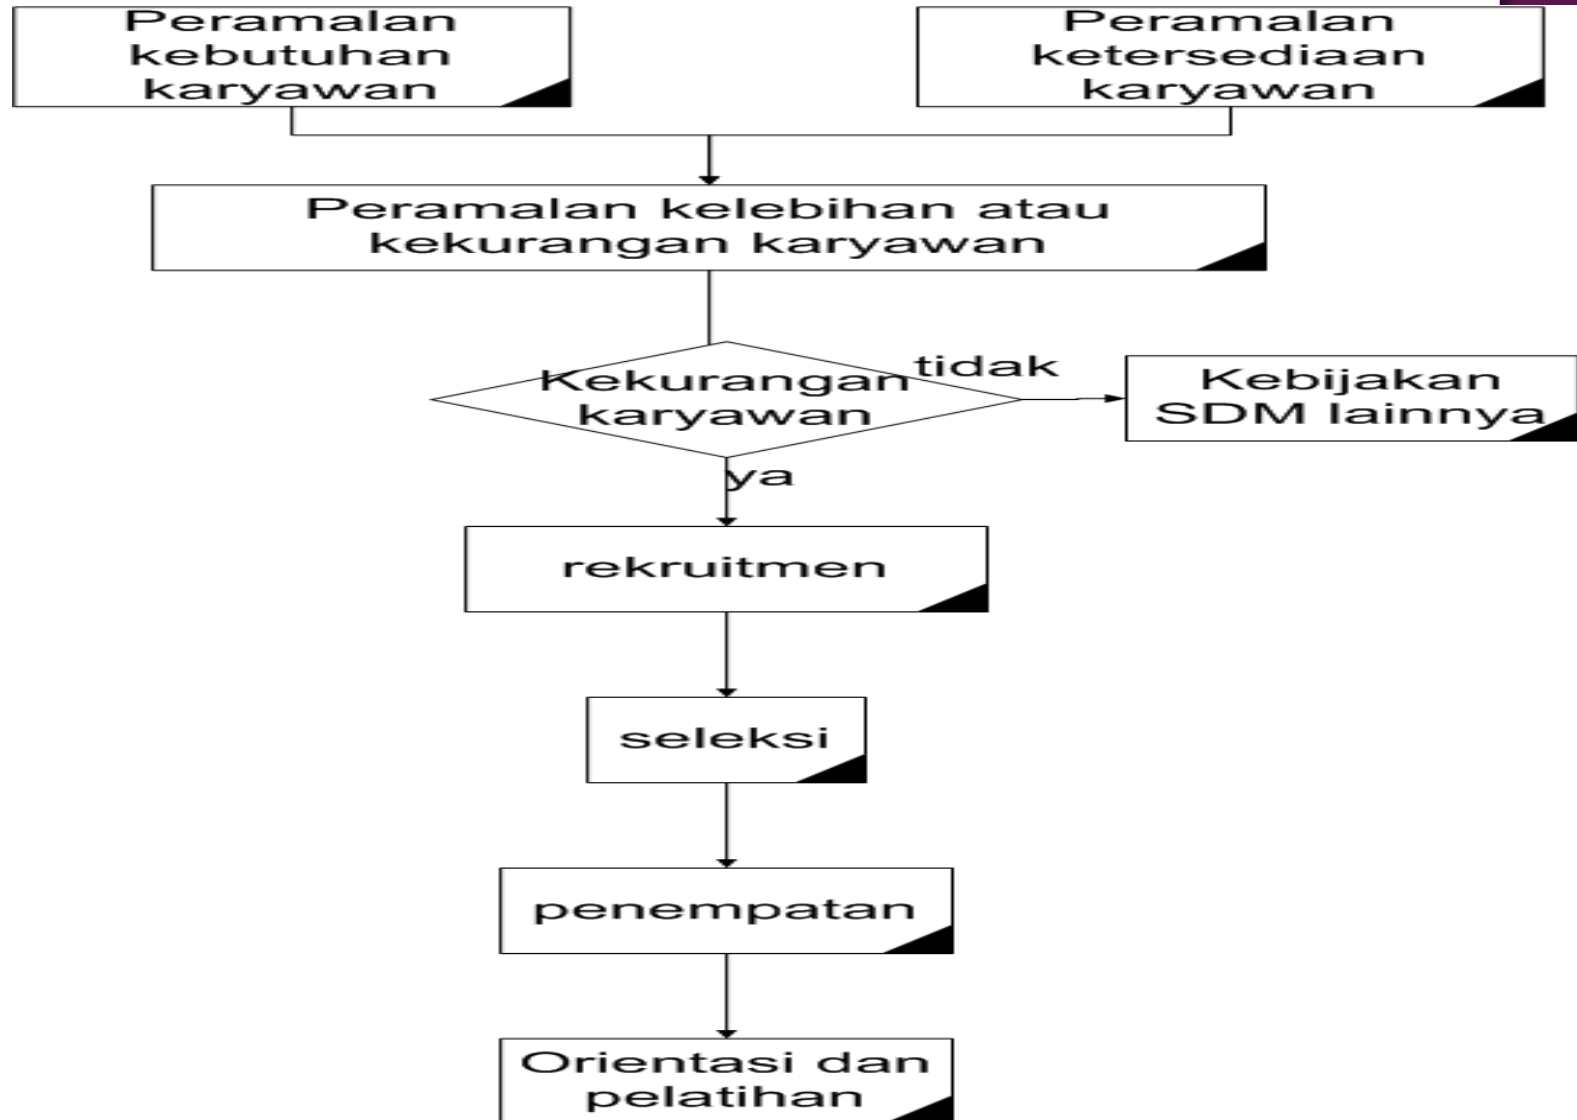 Peramalan
kebutuhan
karyawan
Peramalan
ketersediaan
karyawan
Peramalan kelebihan atau
kekurangan karyawan
Kekurangan
karyawan
tidak
Kebijakan
SDM lainnya
ya
rekruitmen
seleksi
penempatan
Orientasi dan
pelatihan